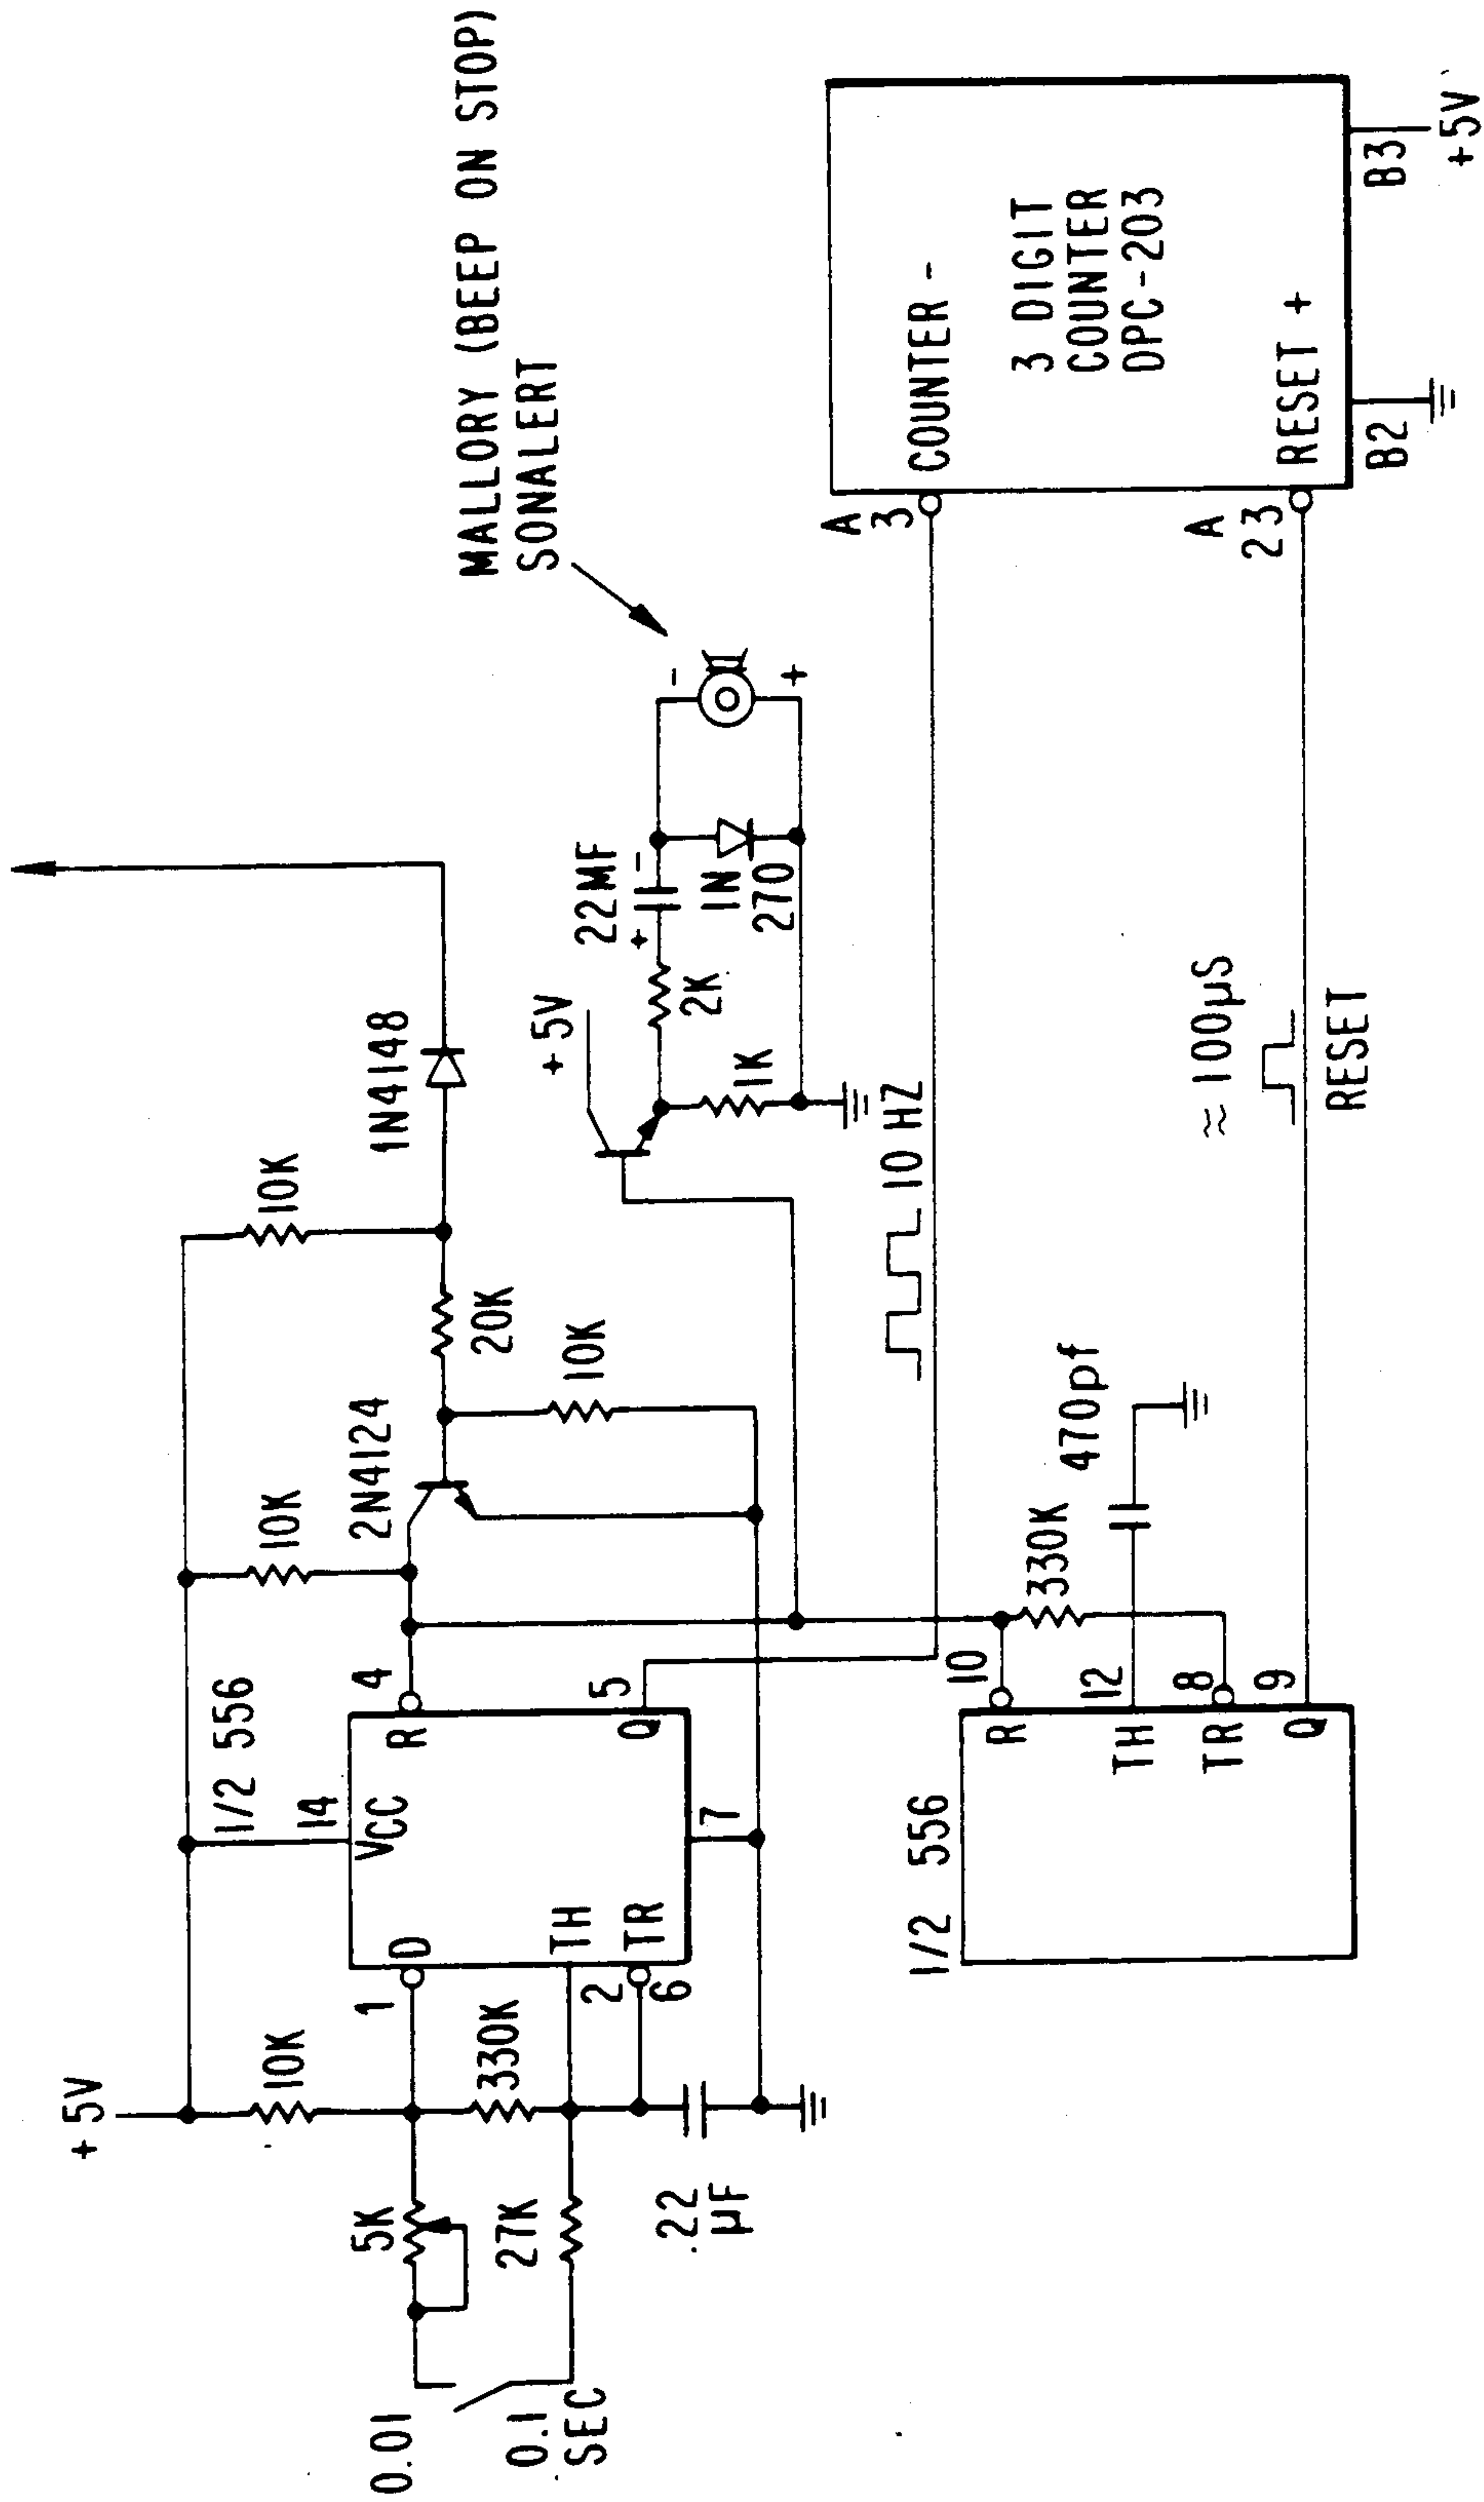 +5V
10K
5K
0.01
0.1
SEC
27K
330K
.22
µF
1/2 556
14
VCC
1
D
TH
2
TR
6
R
4
Q
5
7
10K
2N4124
10K
20K
10K
1N4148
+5V
22MF
+
-
2K
1K
1N
270
-
+
MALLORY (BEEP ON STOP)
SONALERT
10 HZ
1/2 556
R
10
TH
12
TR
8
Q
9
330K
470pf
≈ 100µS
RESET
A
3
COUNTER -
3 DIGIT
COUNTER
DPC-203
A
23
RESET +
B2
B3
+5V